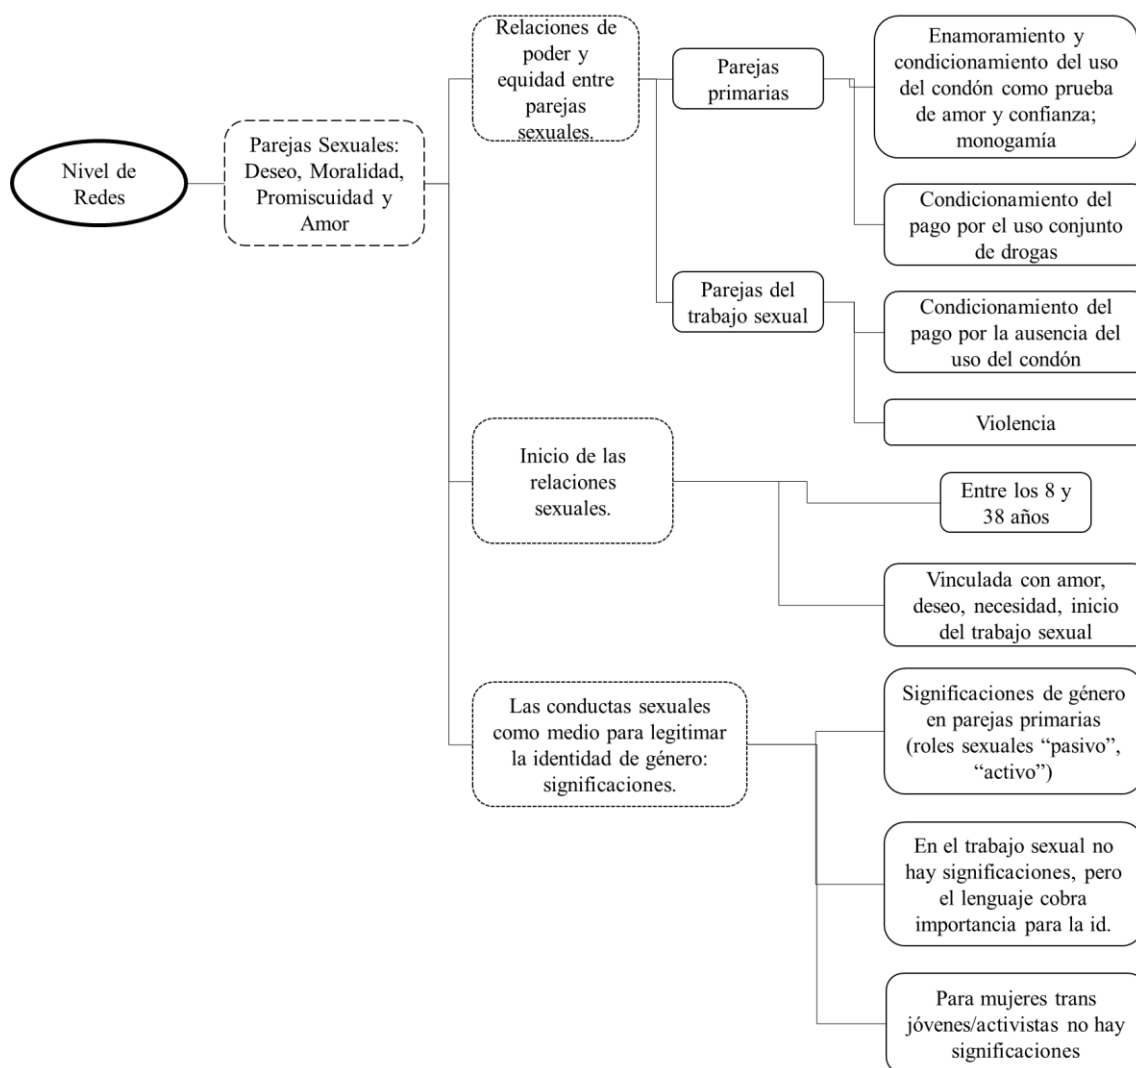 Nivel de
Redes
Parejas Sexuales:
Deseo, Moralidad,
Promiscuidad y
Amor
Relaciones de
poder y
equidad entre
parejas
sexuales.
Parejas
primarias
Enamoramiento y
condicionamiento del uso
del condón como prueba
de amor y confianza;
monogamía
Condicionamiento del
pago por el uso conjunto
de drogas
Parejas del
trabajo sexual
Condicionamiento del
pago por la ausencia del
uso del condón
Violencia
Inicio de las
relaciones
sexuales.
Entre los 8 y
38 años
Vinculada con amor,
deseo, necesidad, inicio
del trabajo sexual
Las conductas sexuales
como medio para legitimar
la identidad de género:
significaciones.
Significaciones de género
en parejas primarias
(roles sexuales “pasivo”,
“activo”)
En el trabajo sexual no
hay significaciones, pero
el lenguaje cobra
importancia para la id.
Para mujeres trans
jóvenes/activistas no hay
significaciones